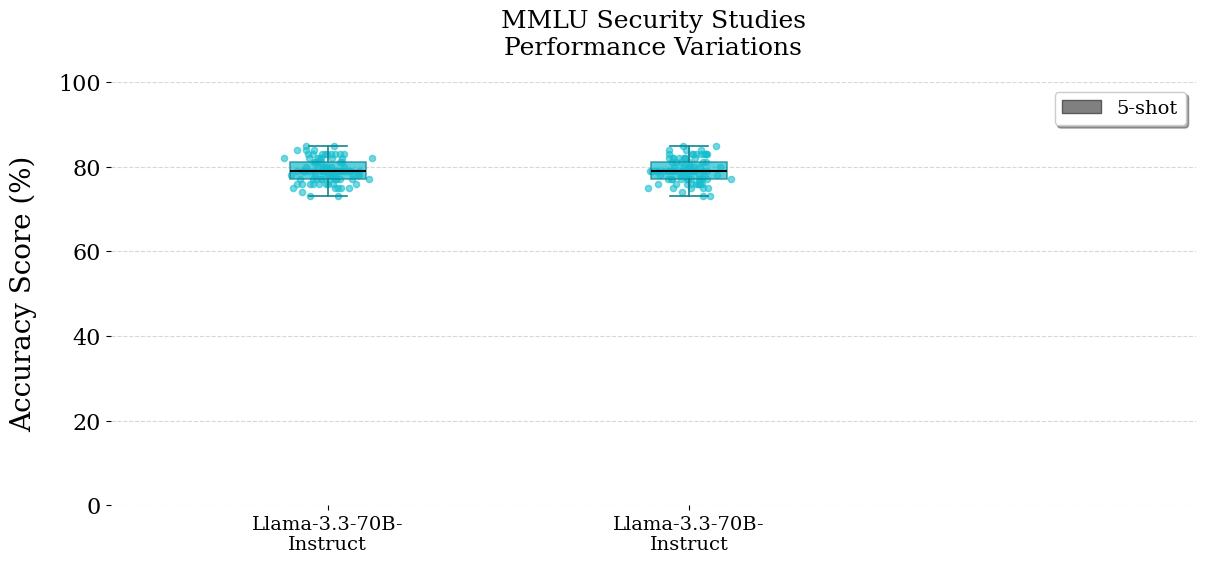 MMLU Security Studies
Performance Variations
Accuracy Score (%)
100
80
60
40
20
0
5-shot
Llama-3.3-70B-
Instruct
Llama-3.3-70B-
Instruct